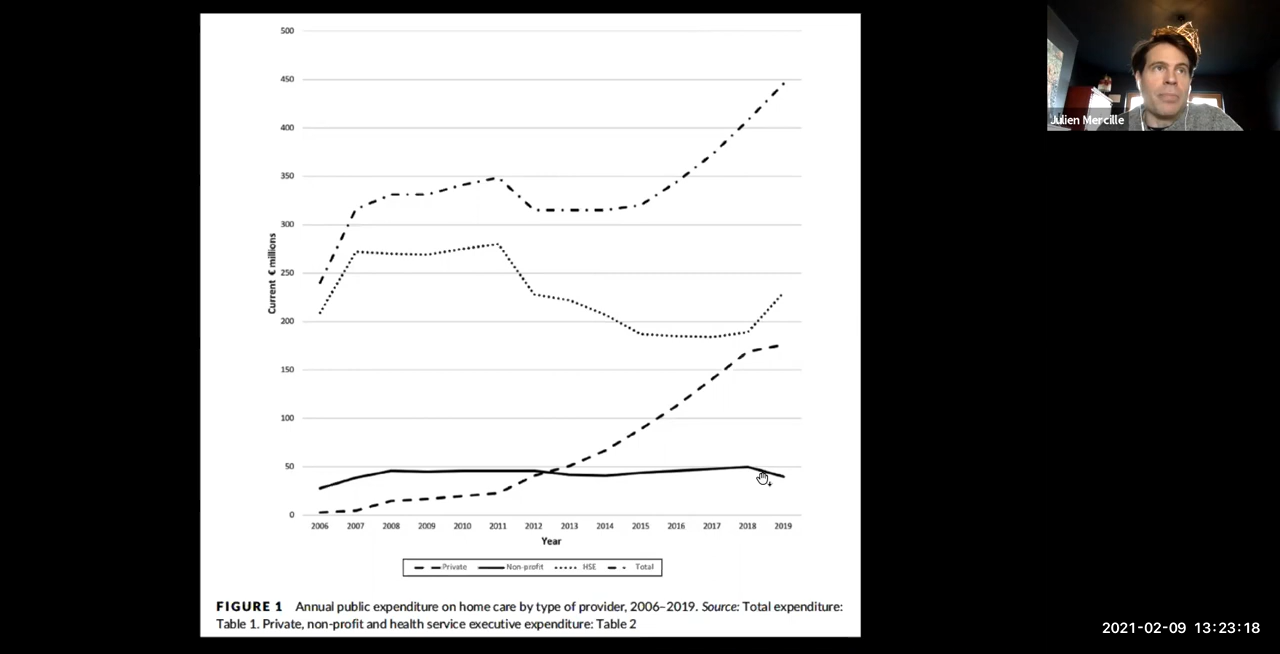 500
450
400
350
300
250
200
150
100
50
0
Current € millions
2006 2007 2008 2009 2010 2011 2012 2013 2014 2015 2016 2017 2018 2019
Year
Private Non-profit HSE Total
FIGURE 1 Annual public expenditure on home care by type of provider, 2006–2019. Source: Total expenditure:
Table 1. Private, non-profit and health service executive expenditure: Table 2
Julien Mercille
2021-02-09 13:23:18